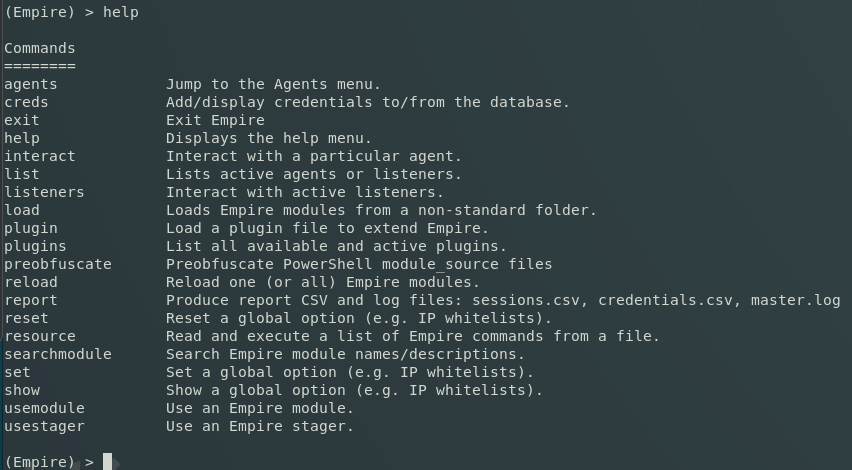 (Empire) > help
Commands
========
agents Jump to the Agents menu.
creds Add/display credentials to/from the database.
exit Exit Empire
help Displays the help menu.
interact Interact with a particular agent.
list Lists active agents or listeners.
listeners Interact with active listeners.
load Loads Empire modules from a non-standard folder.
plugin Load a plugin file to extend Empire.
plugins List all available and active plugins.
preobfuscate Preobfuscate PowerShell module_source files
reload Reload one (or all) Empire modules.
report Produce report CSV and log files: sessions.csv, credentials.csv, master.log
reset Reset a global option (e.g. IP whitelists).
resource Read and execute a list of Empire commands from a file.
searchmodule Search Empire module names/descriptions.
set Set a global option (e.g. IP whitelists).
show Show a global option (e.g. IP whitelists).
usemodule Use an Empire module.
usestager Use an Empire stager.
(Empire) >